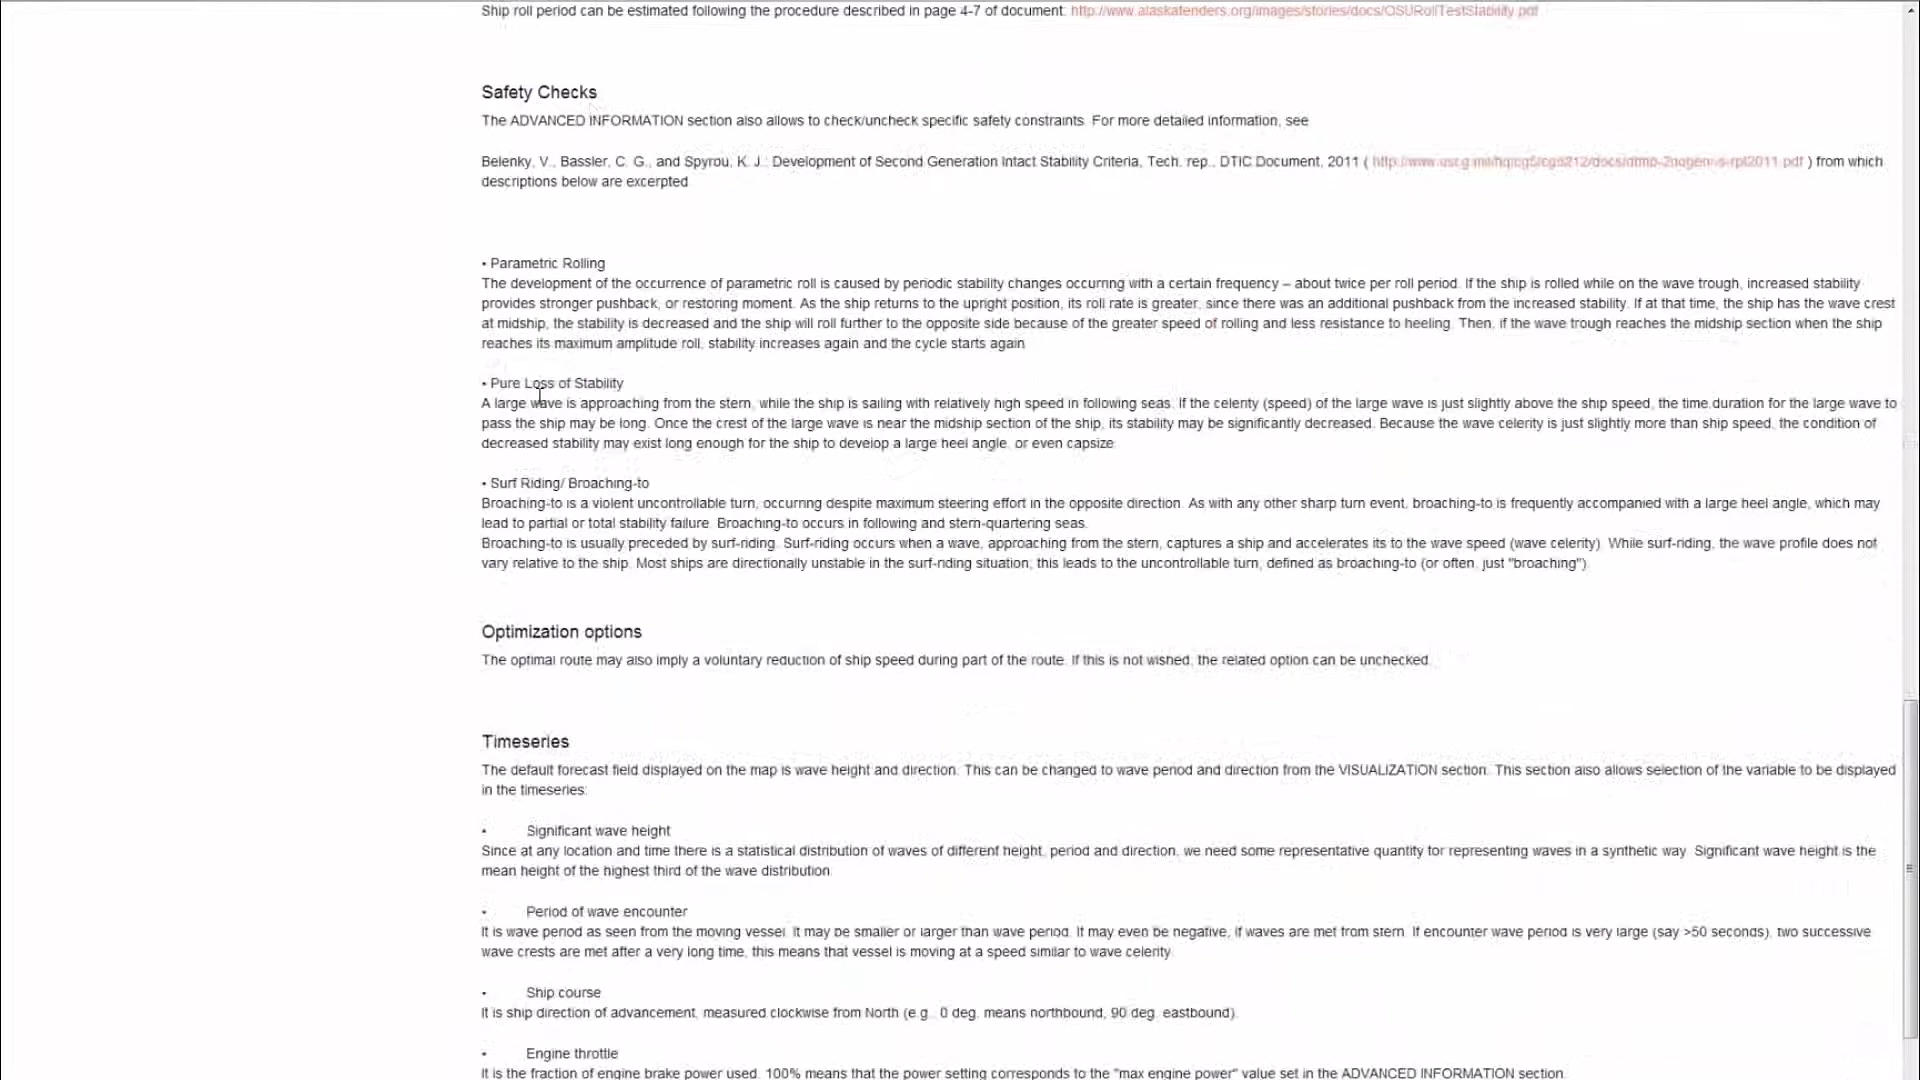 Ship roll period can be estimated following the procedure described in page 4-7 of document: http://www.alaskatenders.org/images/stories/docs/OSURollTestStability.pdf
Safety Checks
The ADVANCED INFORMATION section also allows to check/uncheck specific safety constraints. For more detailed information, see
Belenky, V., Bassler, C. G., and Spyrou, K. J.: Development of Second Generation Intact Stability Criteria, Tech. rep., DTIC Document, 2011 ( ) from which
descriptions below are excerpted
• Parametric Rolling
The development of the occurrence of parametric roll is caused by periodic stability changes occurring with a certain frequency – about twice per roll period. If the ship is rolled while on the wave trough, increased stability
provides stronger pushback, or restoring moment. As the ship returns to the upright position, its roll rate is greater, since there was an additional pushback from the increased stability. If at that time, the ship has the wave crest
at midship, the stability is decreased and the ship will roll further to the opposite side because of the greater speed of rolling and less resistance to heeling. Then, if the wave trough reaches the midship section when the ship
reaches its maximum amplitude roll, stability increases again and the cycle starts again
• Pure Loss of Stability
A large wave is approaching from the stern, while the ship is sailing with relatively high speed in following seas. If the celerity (speed) of the large wave is just slightly above the ship speed, the time duration for the large wave to
pass the ship may be long. Once the crest of the large wave is near the midship section of the ship, its stability may be significantly decreased. Because the wave celerity is just slightly more than ship speed, the condition of
decreased stability may exist long enough for the ship to develop a large heel angle, or even capsize
• Surf Riding/ Broaching-to
Broaching-to is a violent uncontrollable turn, occurring despite maximum steering effort in the opposite direction. As with any other sharp turn event, broaching-to is frequently accompanied with a large heel angle, which may
lead to partial or total stability failure. Broaching-to occurs in following and stern-quartering seas.
Broaching-to is usually preceded by surf-riding. Surf-riding occurs when a wave, approaching from the stern, captures a ship and accelerates its to the wave speed (wave celerity). While surf-riding, the wave profile does not
vary relative to the ship. Most ships are directionally unstable in the surf-riding situation; this leads to the uncontrollable turn, defined as broaching-to (or often, just "broaching").
Optimization options
The optimal route may also imply a voluntary reduction of ship speed during part of the route. If this is not wished, the related option can be unchecked.
Timeseries
The default forecast field displayed on the map is wave height and direction. This can be changed to wave period and direction from the VISUALIZATION section. This section also allows selection of the variable to be displayed
in the timeseries:
• Significant wave height
Since at any location and time there is a statistical distribution of waves of different height, period and direction, we need some representative quantity for representing waves in a synthetic way. Significant wave height is the
mean height of the highest third of the wave distribution.
• Period of wave encounter
It is wave period as seen from the moving vessel. It may be smaller or larger than wave period. It may even be negative, if waves are met from stern. If encounter wave period is very large (say >50 seconds), two successive
wave crests are met after a very long time, this means that vessel is moving at a speed similar to wave celerity.
• Ship course
It is ship direction of advancement, measured clockwise from North (e.g., 0 deg. means northbound, 90 deg. eastbound).
• Engine throttle
It is the fraction of engine brake power used. 100% means that the power setting corresponds to the "max engine power" value set in the ADVANCED INFORMATION section.